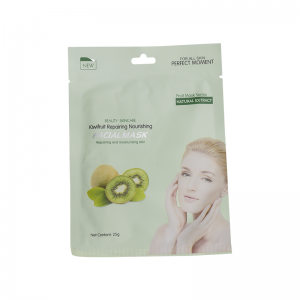 NEW
FOR ALL SKIN
PERFECT MOMENT
Fruit Mask Series
NATURAL EXTRACT
BEAUTY SKINCARE
Kiwifruit Repairing Nourishing
FACIAL MASK
Repairing and moisturizing skin
Net Content: 25g